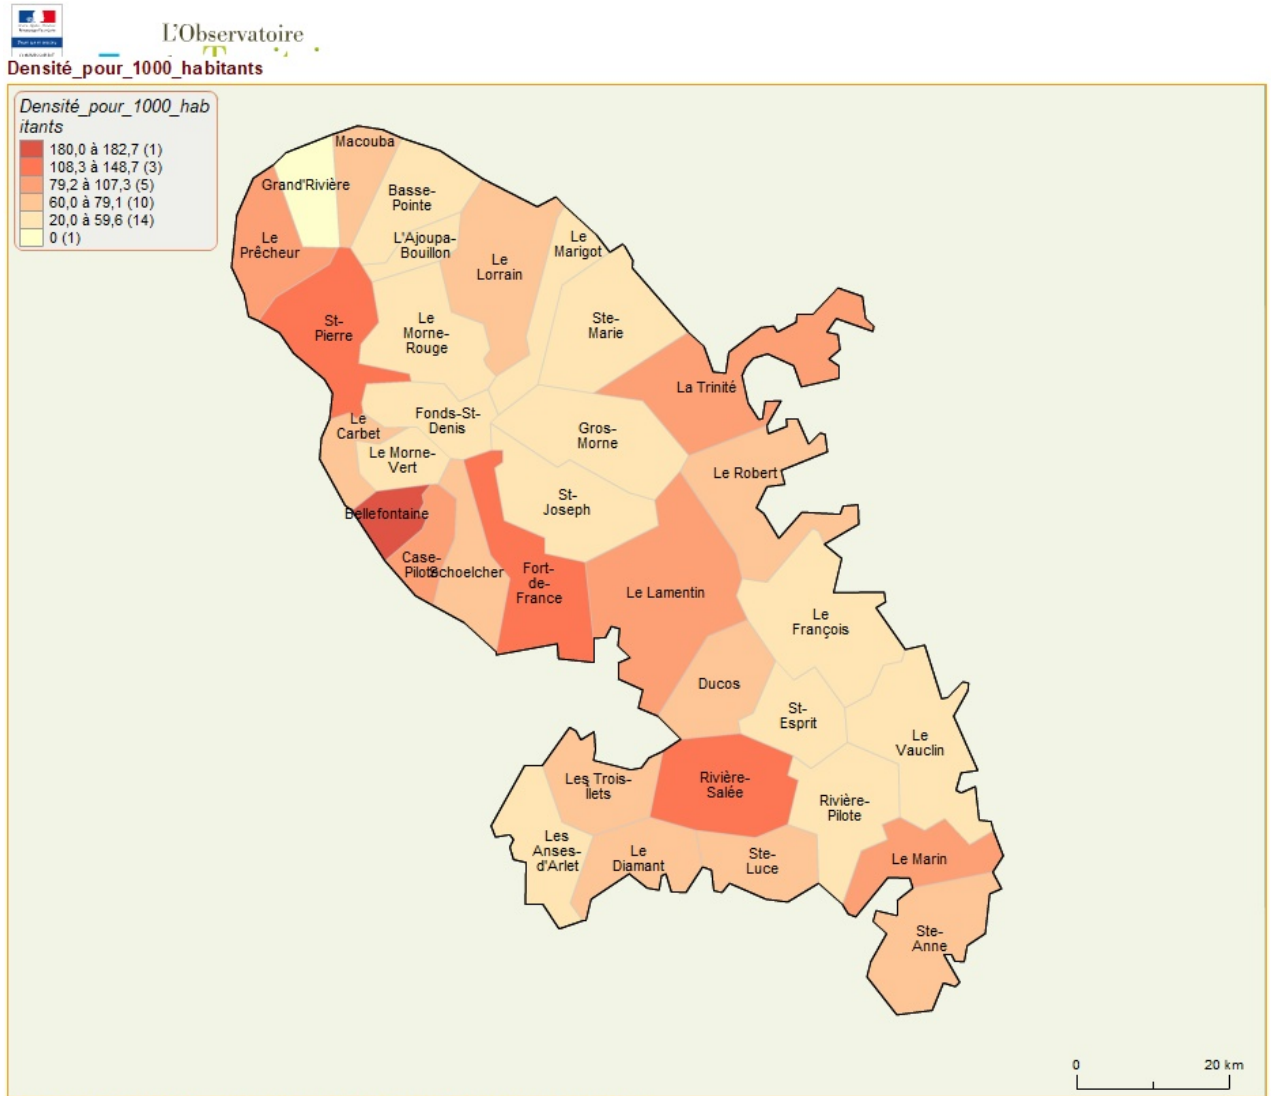 L'Observatoire
Densité_pour_1000_habitants
Densité_pour_1000_hab
itants
180,0 à 182,7 (1)
108,3 à 148,7 (3)
79,2 à 107,3 (5)
60,0 à 79,1 (10)
20,0 à 59,6 (14)
0 (1)
Macouba
Grand'Rivière
Basse-
Pointe
Le
Prêcheur
L'Ajoupa-
Bouillon
Le
Lorrain
Le
Marigot
St-
Pierre
Le
Morne-
Rouge
Ste-
Marie
La Trinité
Le
Carbet
Fonds-St-
Denis
Gros-
Morne
Le Morne-
Vert
Le Robert
Bellefontaine
St-
Joseph
Case-
Pilote
Schoelcher
Fort-
de-
France
Le Lamentin
Le
François
Ducos
St-
Esprit
Le
Vauclin
Les Trois-
Îlets
Rivière-
Salée
Rivière-
Pilote
Les
Anses-
d'Arlet
Le
Diamant
Ste-
Luce
Le Marin
Ste-
Anne
0 20 km